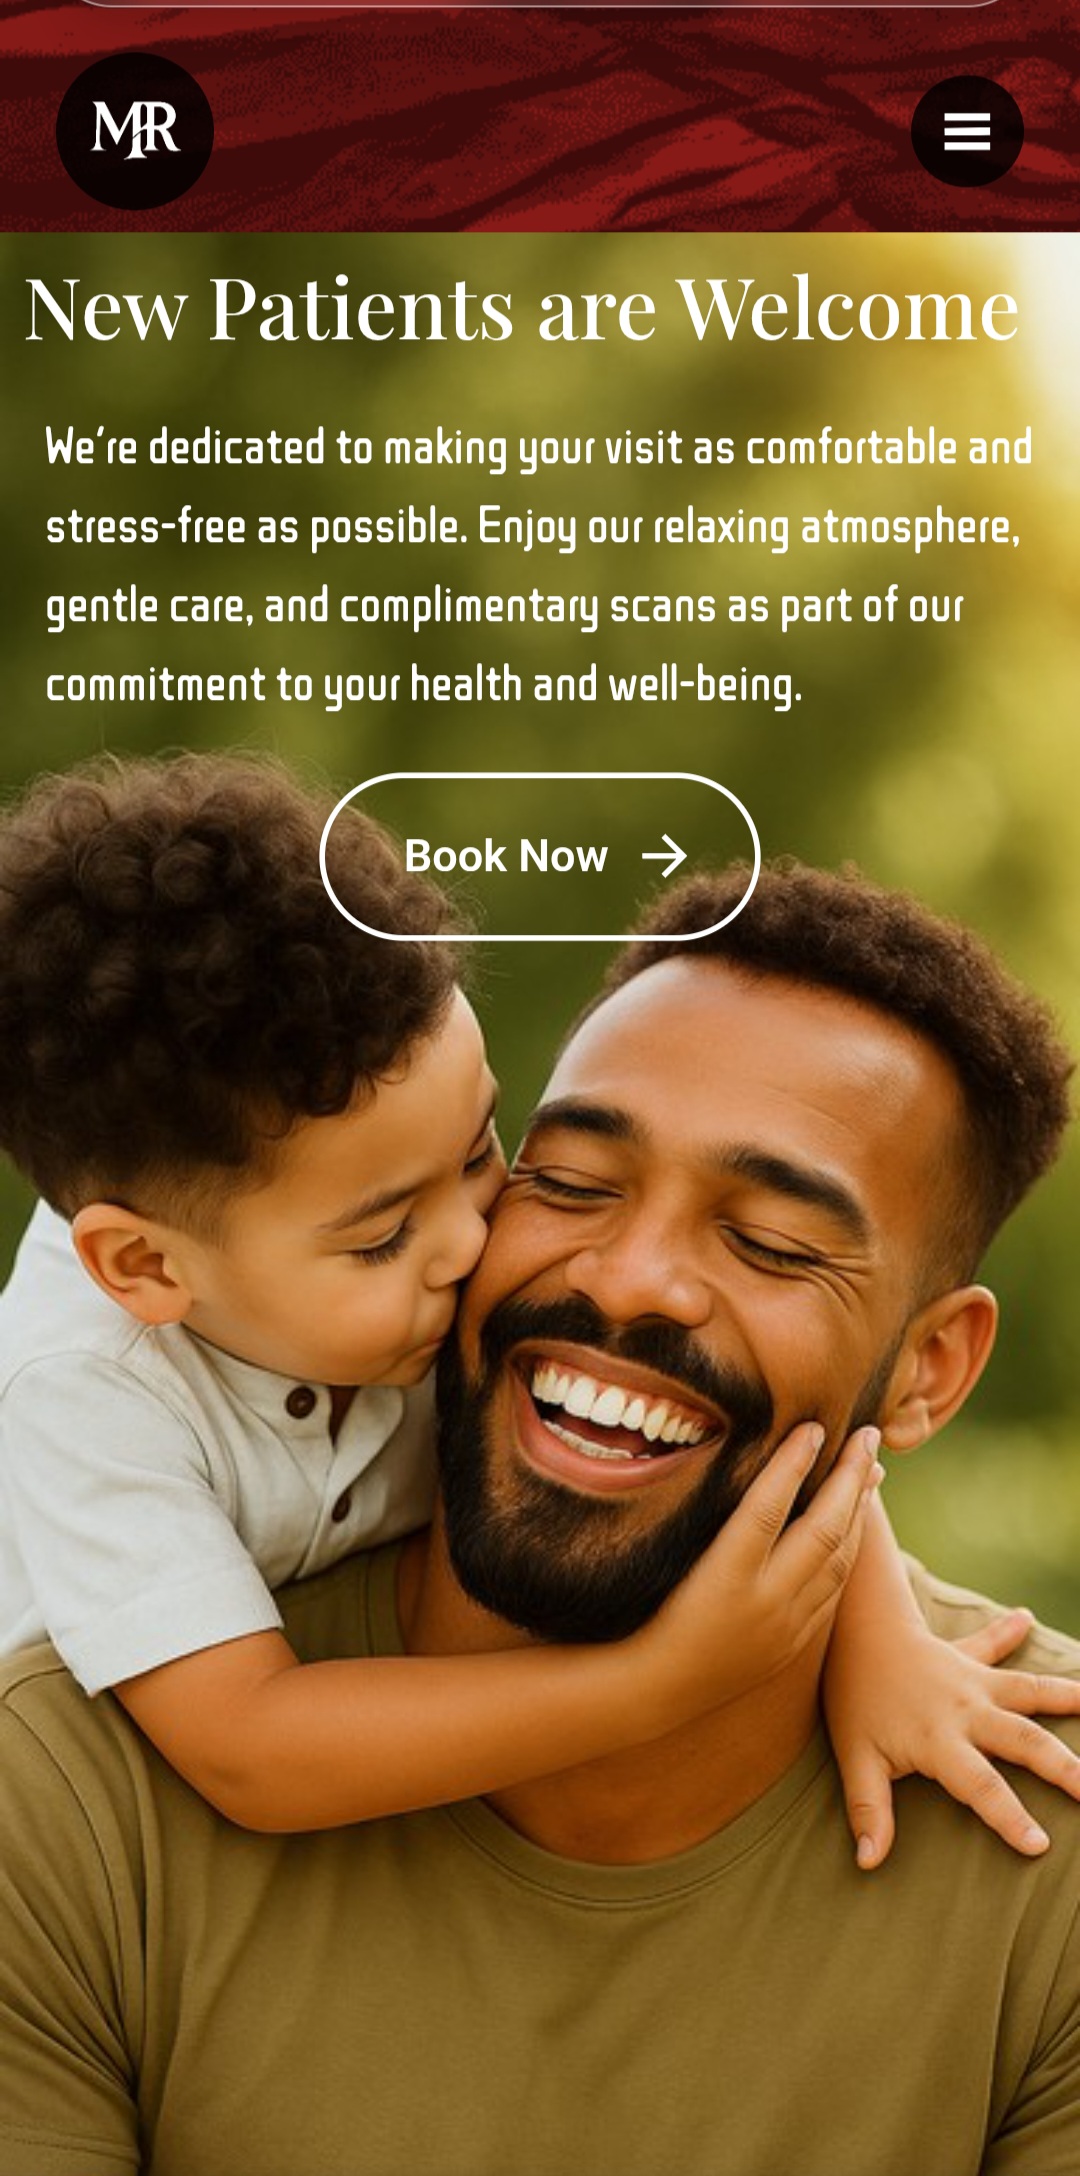 MR
New Patients are Welcome
We're dedicated to making your visit as comfortable and
stress-free as possible. Enjoy our relaxing atmosphere,
gentle care, and complimentary scans as part of our
commitment to your health and well-being.
Book Now →